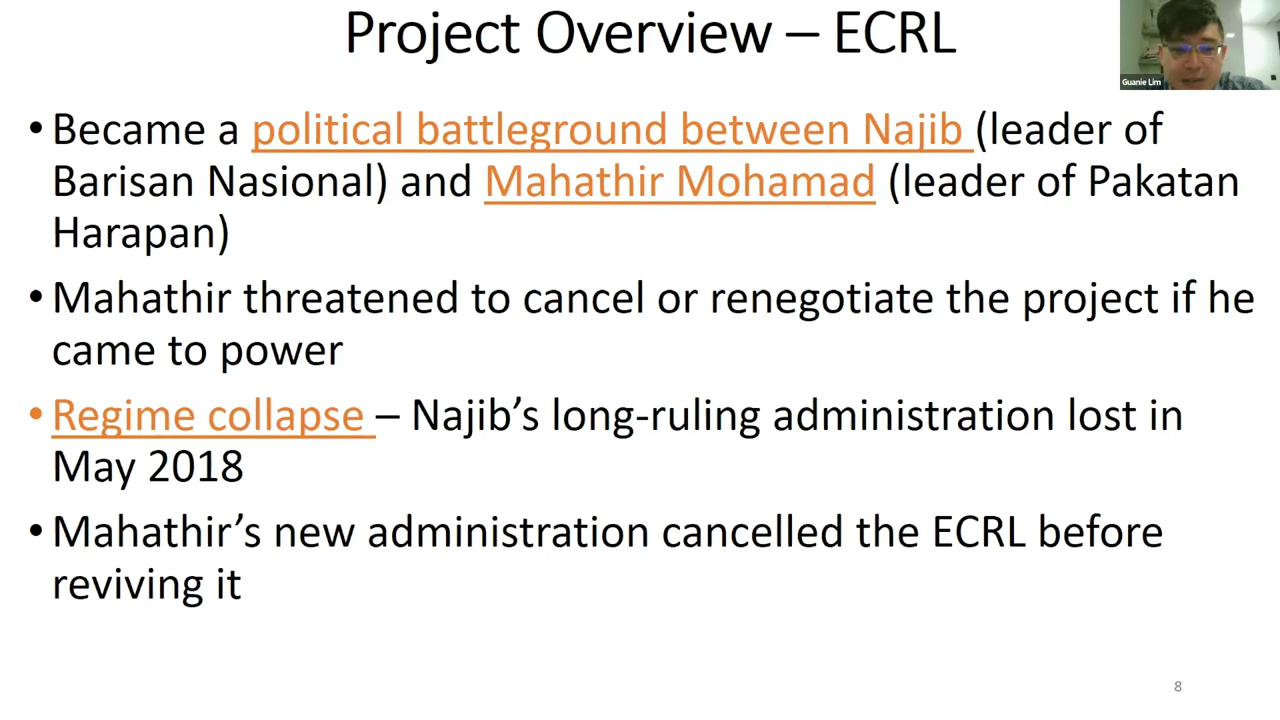 Project Overview – ECRL
Guanie Lim
• Became a political battleground between Najib (leader of
Barisan Nasional) and Mahathir Mohamad (leader of Pakatan
Harapan)
• Mahathir threatened to cancel or renegotiate the project if he
came to power
• Regime collapse – Najib’s long-ruling administration lost in
May 2018
• Mahathir’s new administration cancelled the ECRL before
reviving it
8